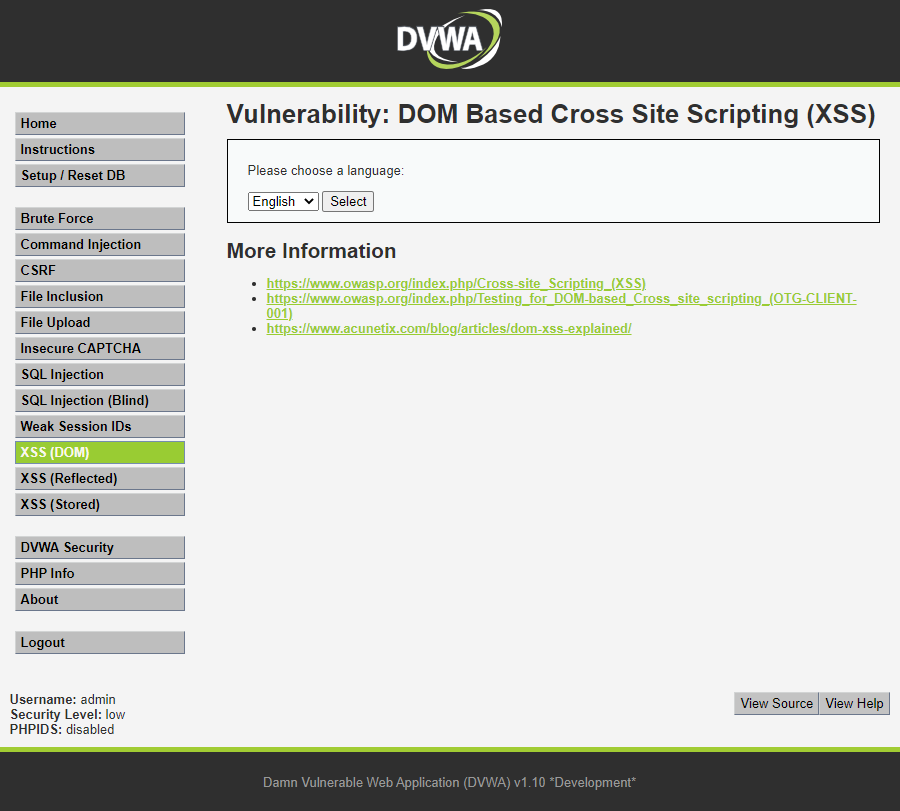 DVWA
Home
Instructions
Setup / Reset DB
Brute Force
Command Injection
CSRF
File Inclusion
File Upload
Insecure CAPTCHA
SQL Injection
SQL Injection (Blind)
Weak Session IDs
XSS (DOM)
XSS (Reflected)
XSS (Stored)
DVWA Security
PHP Info
About
Logout
Vulnerability: DOM Based Cross Site Scripting (XSS)
Please choose a language:
English Select
More Information
https://www.owasp.org/index.php/Cross-site_Scripting_(XSS)
https://www.owasp.org/index.php/Testing_for_DOM-based_Cross_site_scripting_(OTG-CLIENT-
001)
https://www.acunetix.com/blog/articles/dom-xss-explained/
Username: admin
Security Level: low
PHPIDS: disabled
View Source View Help
Damn Vulnerable Web Application (DVWA) v1.10 *Development*